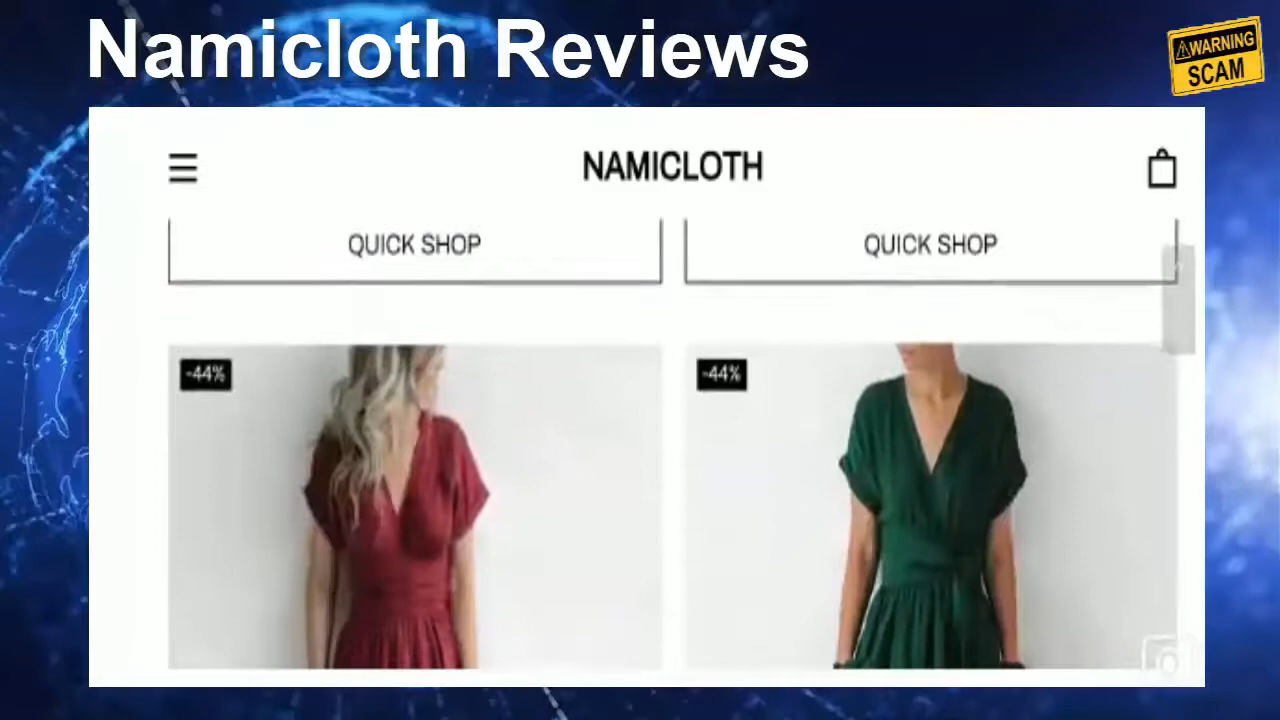 Namicloth Reviews
WARNING
SCAM
NAMICLOTH
QUICK SHOP
QUICK SHOP
-44%
-44%